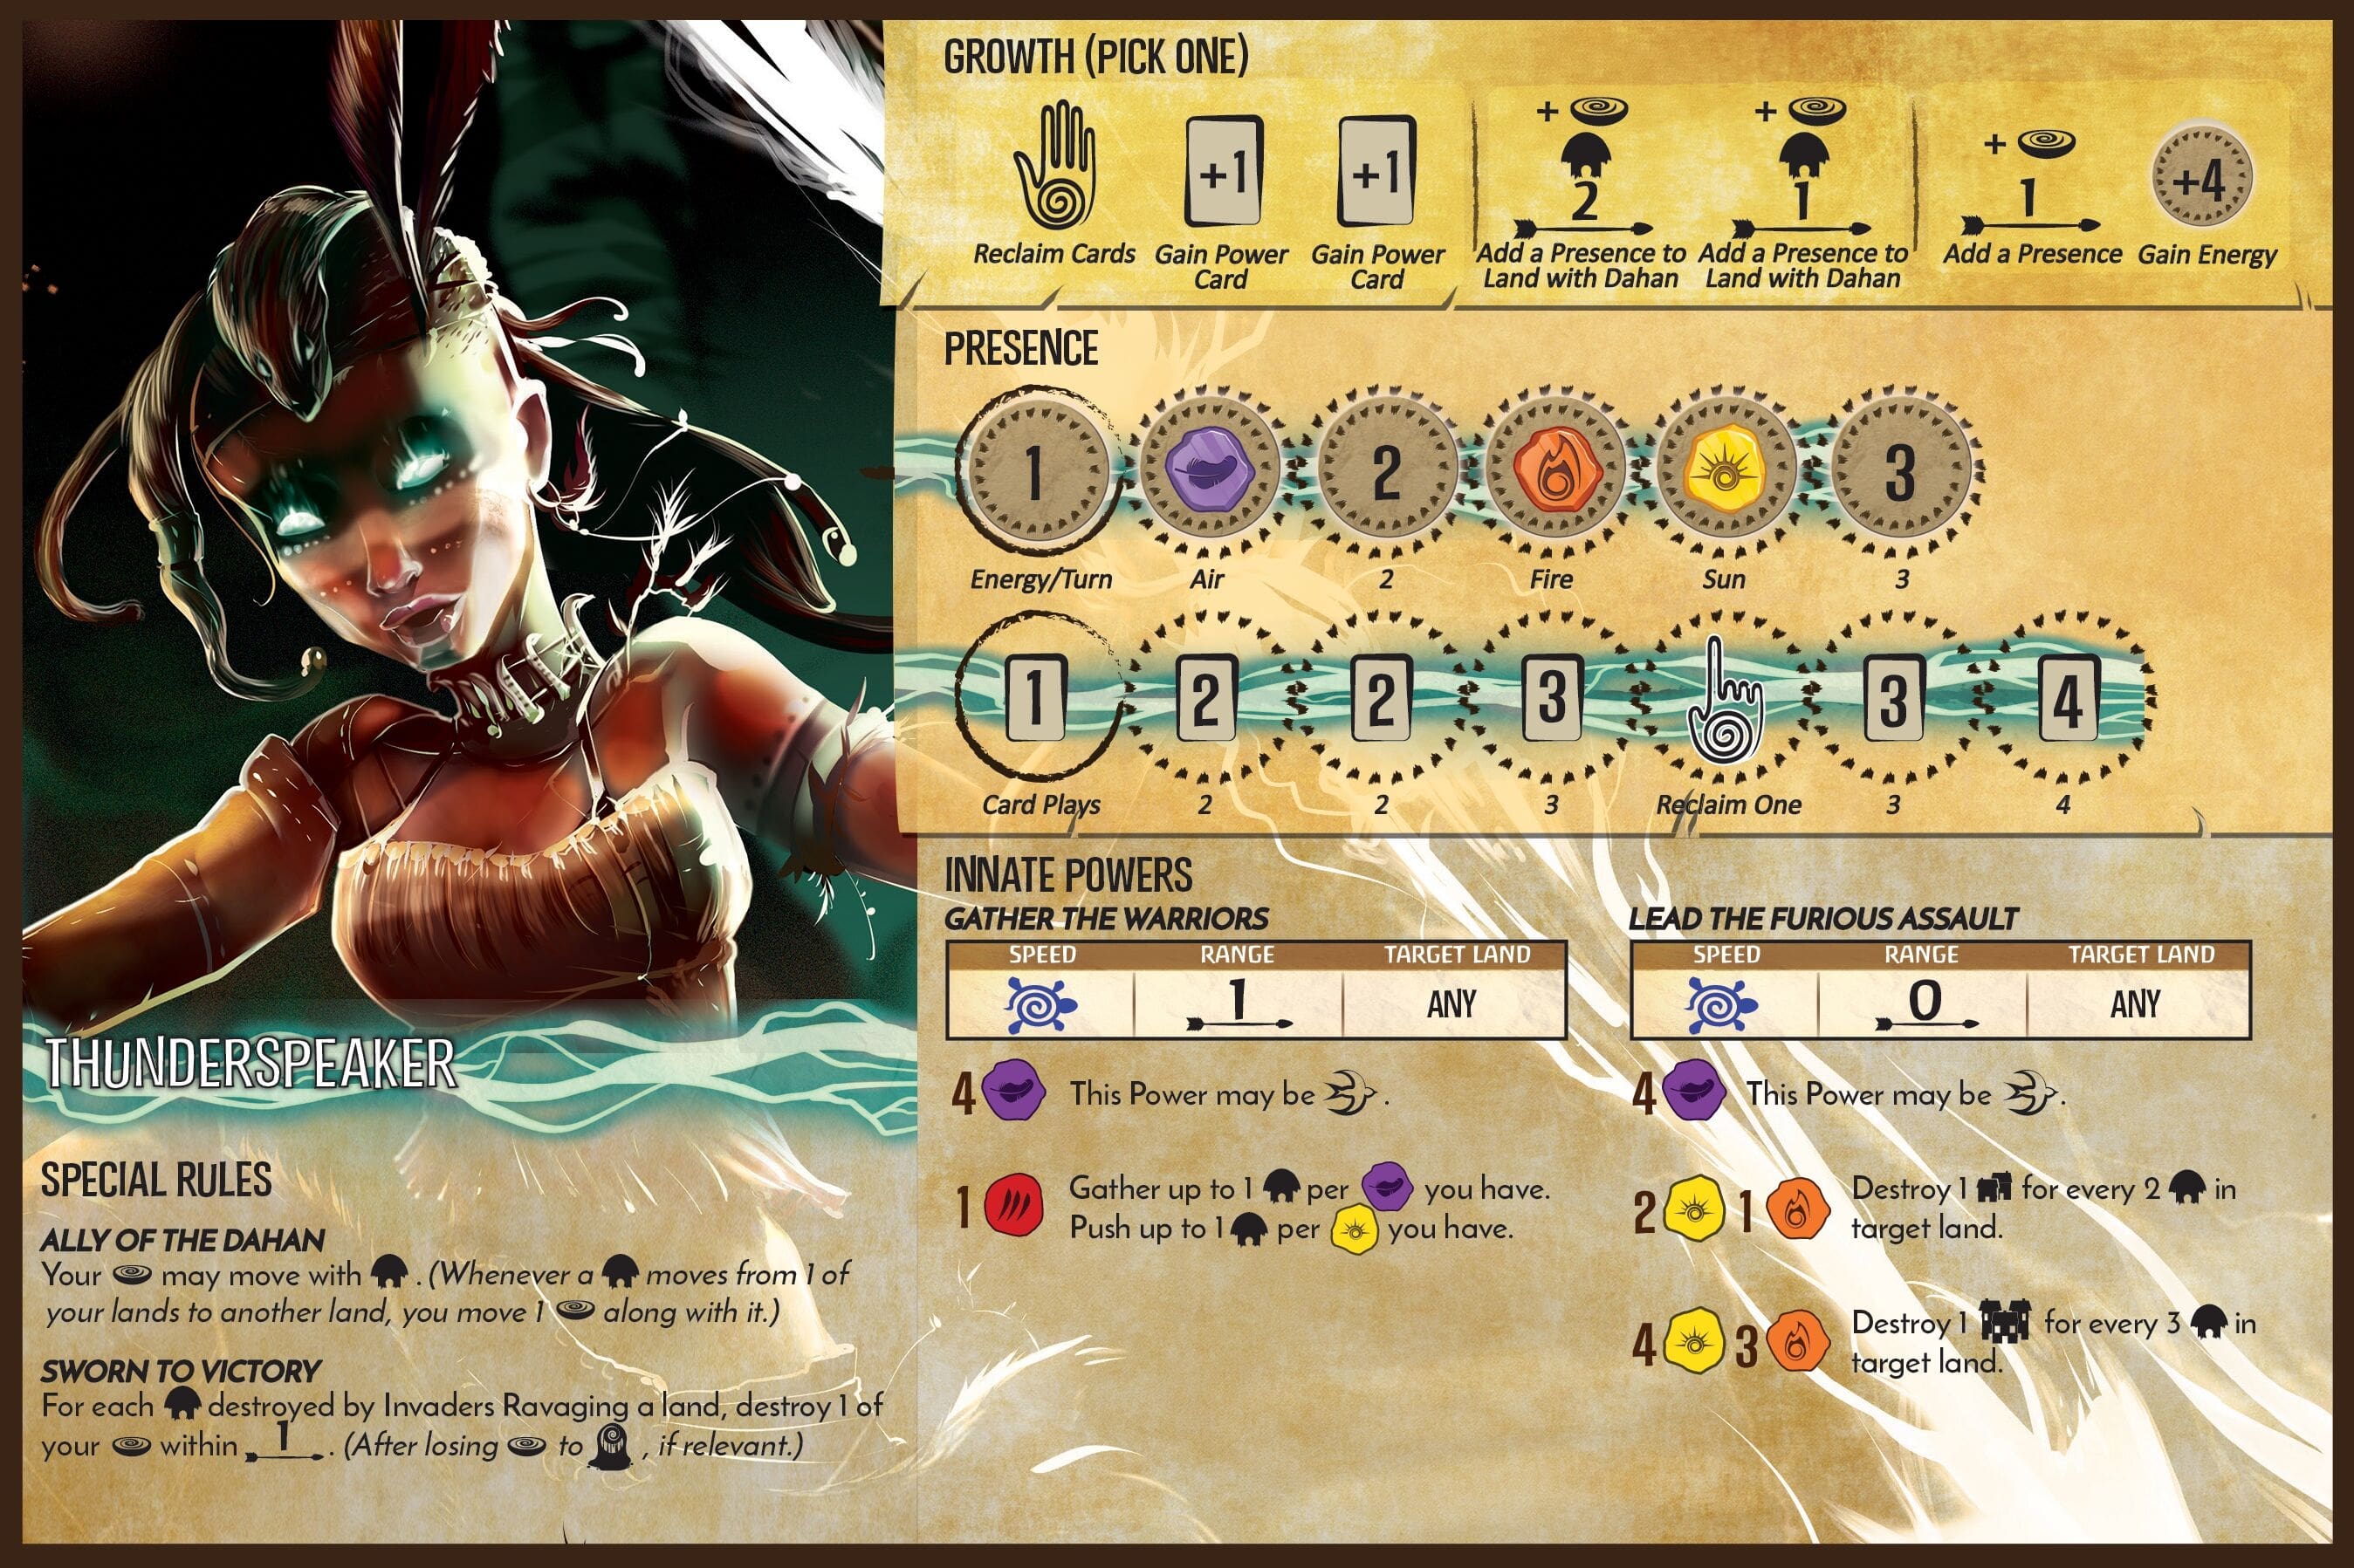 GROWTH (PICK ONE)
+1
+1
+
2
+
1
+
1
+4
Reclaim Cards
Gain Power
Card
Gain Power
Card
Add a Presence to
Land with Dahan
Add a Presence to
Land with Dahan
Add a Presence
Gain Energy
PRESENCE
1
2
3
Energy/Turn
Air
2
Fire
Sun
3
1
2
2
3
3
4
Card Plays
2
2
3
Reclaim One
3
4
INNATE POWERS
GATHER THE WARRIORS
SPEED RANGE TARGET LAND
1 ANY
4 This Power may be .
1 Gather up to 1 per you have.
Push up to 1 per you have.
LEAD THE FURIOUS ASSAULT
SPEED RANGE TARGET LAND
0 ANY
4 This Power may be .
2 1 Destroy 1 for every 2 in
target land.
4 3 Destroy 1 for every 3 in
target land.
THUNDERSPEAKER
SPECIAL RULES
ALLY OF THE DAHAN
Your may move with . (Whenever a moves from 1 of
your lands to another land, you move 1 along with it.)
SWORN TO VICTORY
For each destroyed by Invaders Ravaging a land, destroy 1 of
your within 1 . (After losing to , if relevant.)